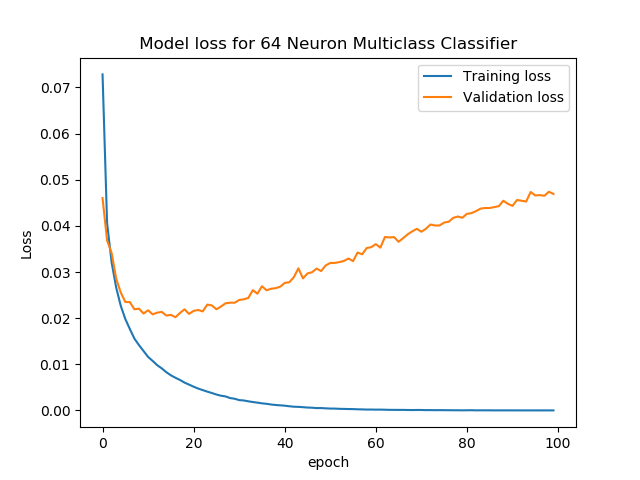 Model loss for 64 Neuron Multiclass Classifier
Training loss
Validation loss
0.07
0.06
0.05
0.04
0.03
0.02
0.01
0.00
Loss
0
20
40
60
80
100
epoch